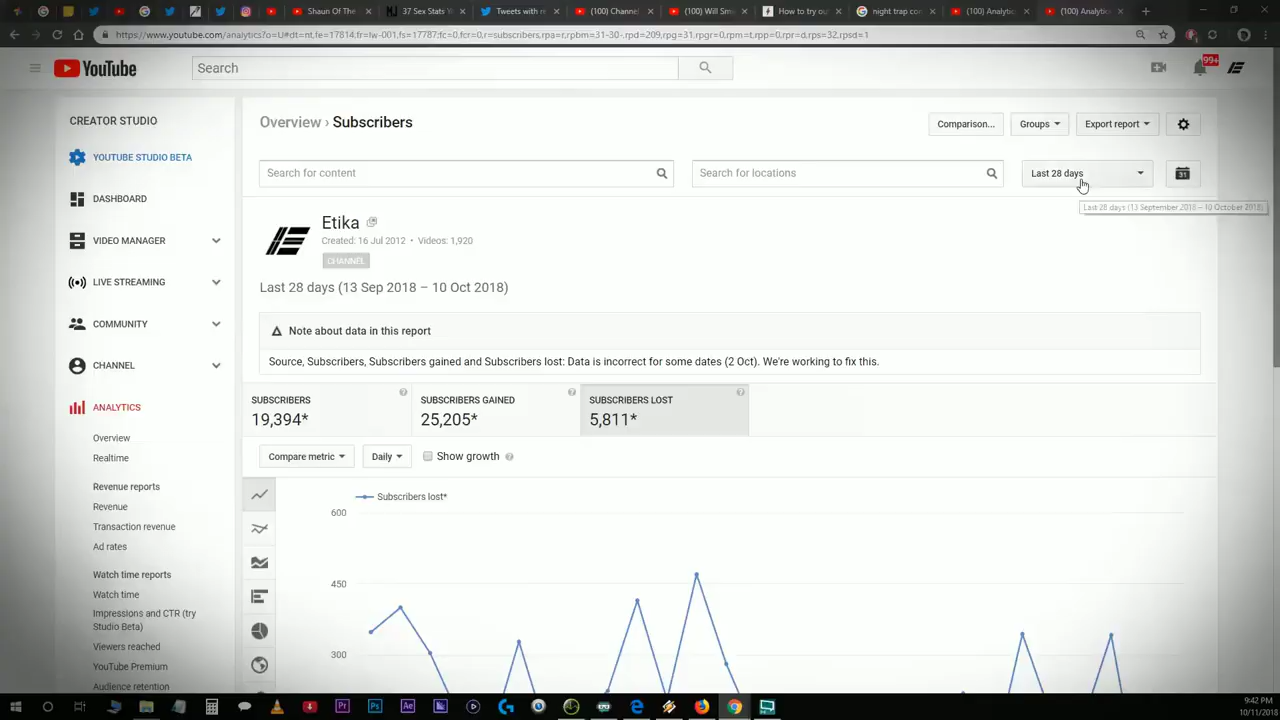 Shaun Of The
37 Sex Stats Y
Tweets with
(100) Channe
(100) Will Smi
How to try ou
night trap co
(100) Analytic
(100) Analytic
https://www.youtube.com/analytics?o=U#dt=nt,fe=17814,fr=lw-001,fs=17787;fc=0,fcr=0,r=subscribers,rpa=r,rpbm=31-30-,rpd=209,rpg=31,rpgr=0,rpm=t,rpp=0,rpr=d,rps=32,rpsd=1
YouTube
Search
99+
CREATOR STUDIO
YOUTUBE STUDIO BETA
DASHBOARD
VIDEO MANAGER
LIVE STREAMING
COMMUNITY
CHANNEL
ANALYTICS
Overview
Realtime
Revenue reports
Revenue
Transaction revenue
Ad rates
Watch time reports
Watch time
Impressions and CTR (try
Studio Beta)
Viewers reached
YouTube Premium
Audience retention
Overview › Subscribers
Comparison...
Groups
Export report
Search for content
Search for locations
Last 28 days
31
Last 28 days (13 September 2018 – 10 October 2018)
Etika
Created: 16 Jul 2012 • Videos: 1,920
CHANNEL
Last 28 days (13 Sep 2018 – 10 Oct 2018)
Note about data in this report
Source, Subscribers, Subscribers gained and Subscribers lost: Data is incorrect for some dates (2 Oct). We're working to fix this.
SUBSCRIBERS
19,394*
SUBSCRIBERS GAINED
25,205*
SUBSCRIBERS LOST
5,811*
Compare metric
Daily
Show growth
Subscribers lost*
600
450
300
9:42 PM
10/11/2018